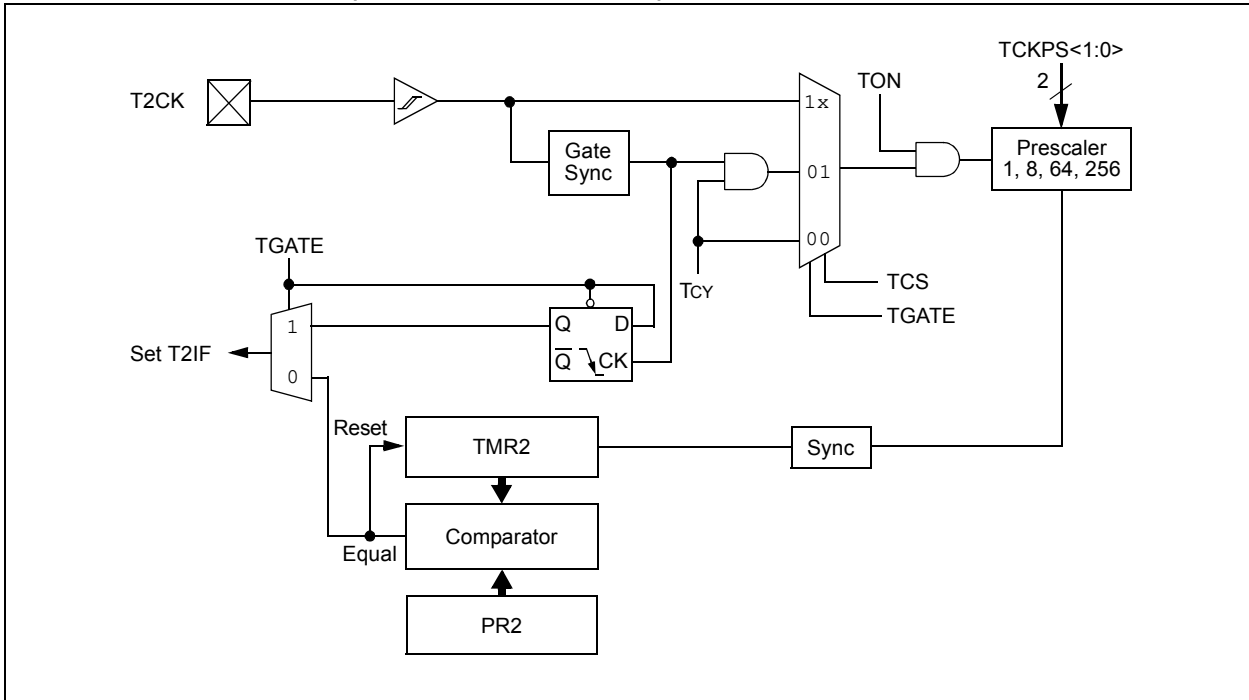 TCKPS<1:0>
2
TON
T2CK
1x
Gate
Sync
01
Prescaler
1, 8, 64, 256
00
TGATE
TCY
TCS
TGATE
1
Q
D
Set T2IF
0
Q
CK
Reset
TMR2
Sync
Equal
Comparator
PR2